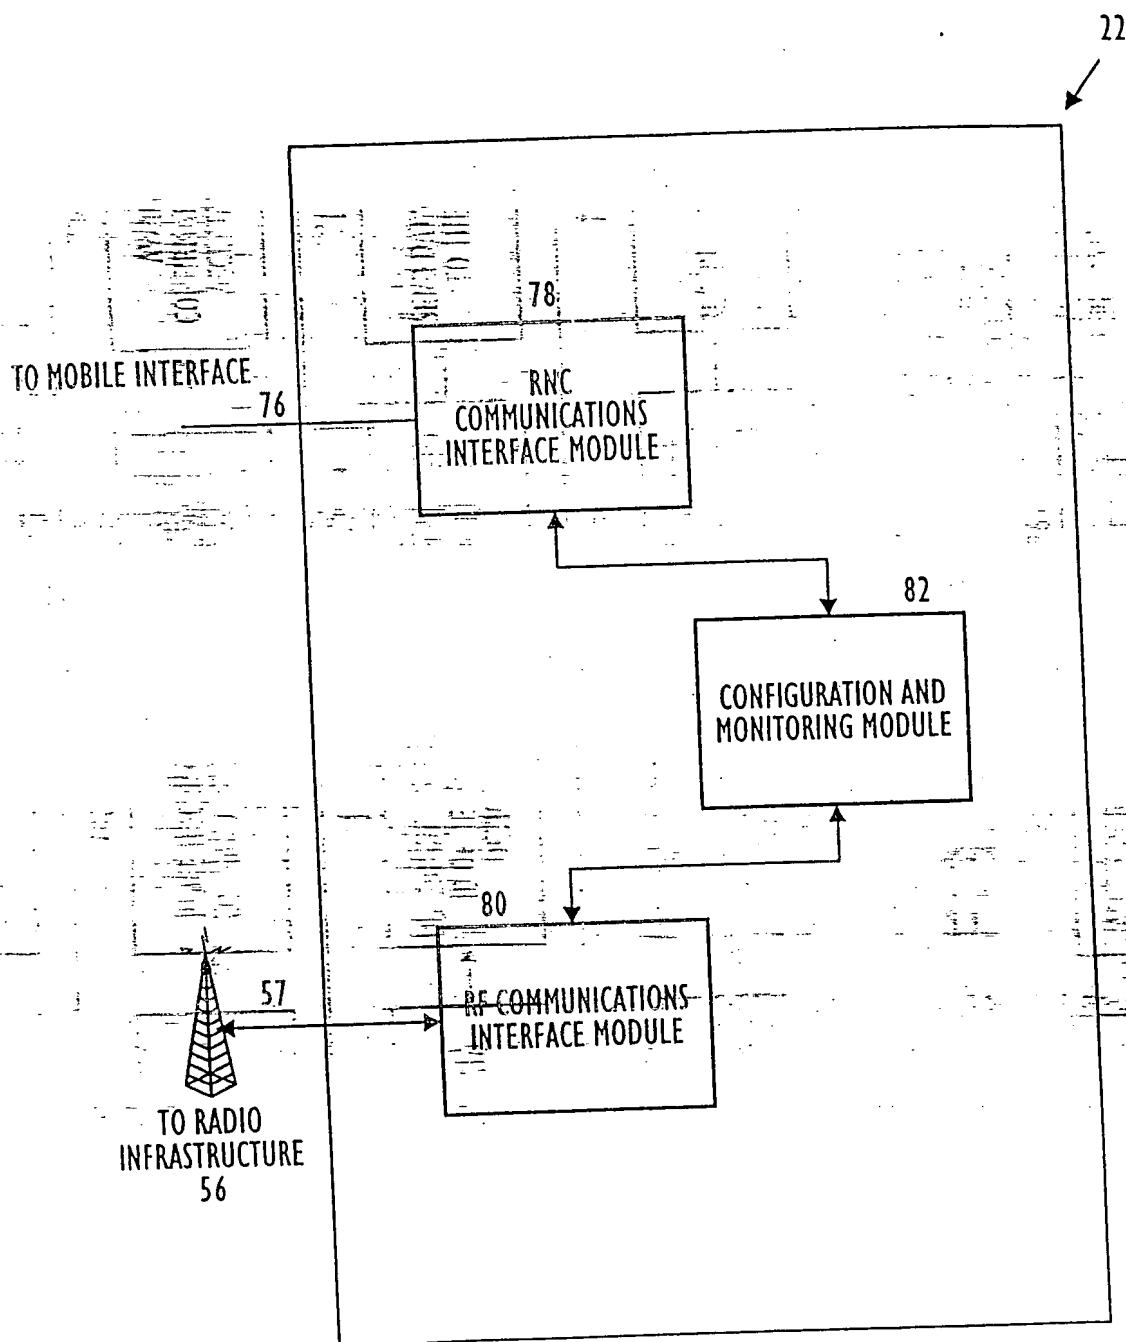 22
78
TO MOBILE INTERFACE
76
RNC
COMMUNICATIONS
INTERFACE MODULE
82
CONFIGURATION AND
MONITORING MODULE
80
57
RF COMMUNICATIONS
INTERFACE MODULE
TO RADIO
INFRASTRUCTURE
56